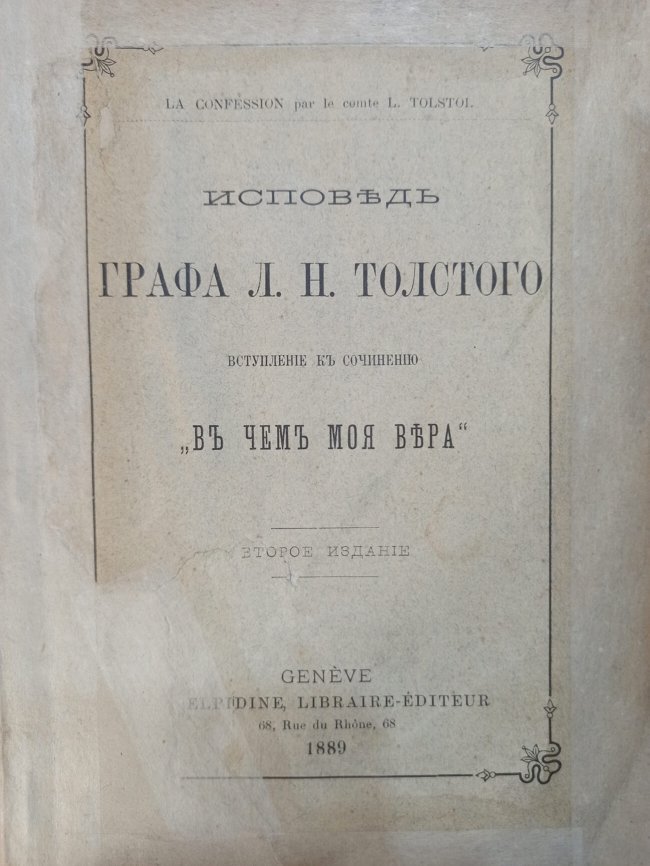 LA CONFESSION par le comte L. TOLSTOI.
ИСПОВѢДЬ
ГРАФА Л. Н. ТОЛСТОГО
ВСТУПЛЕНІЕ КЪ СОЧИНЕНІЮ
„ВЪ ЧЕМЪ МОЯ ВѢРА“
ВТОРОЕ ИЗДАНІЕ
GENÈVE
ELPIDINE, LIBRAIRE-ÉDITEUR
68, Rue du Rhône, 68
1889